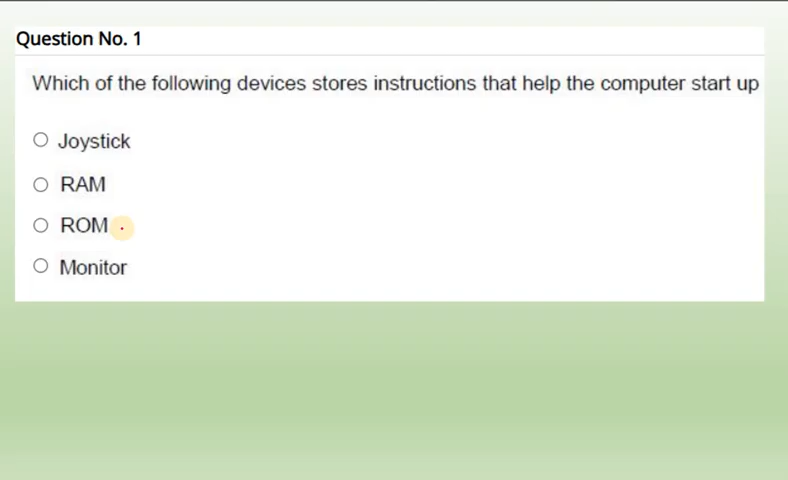 Question No. 1
Which of the following devices stores instructions that help the computer start up
Joystick
RAM
ROM
Monitor